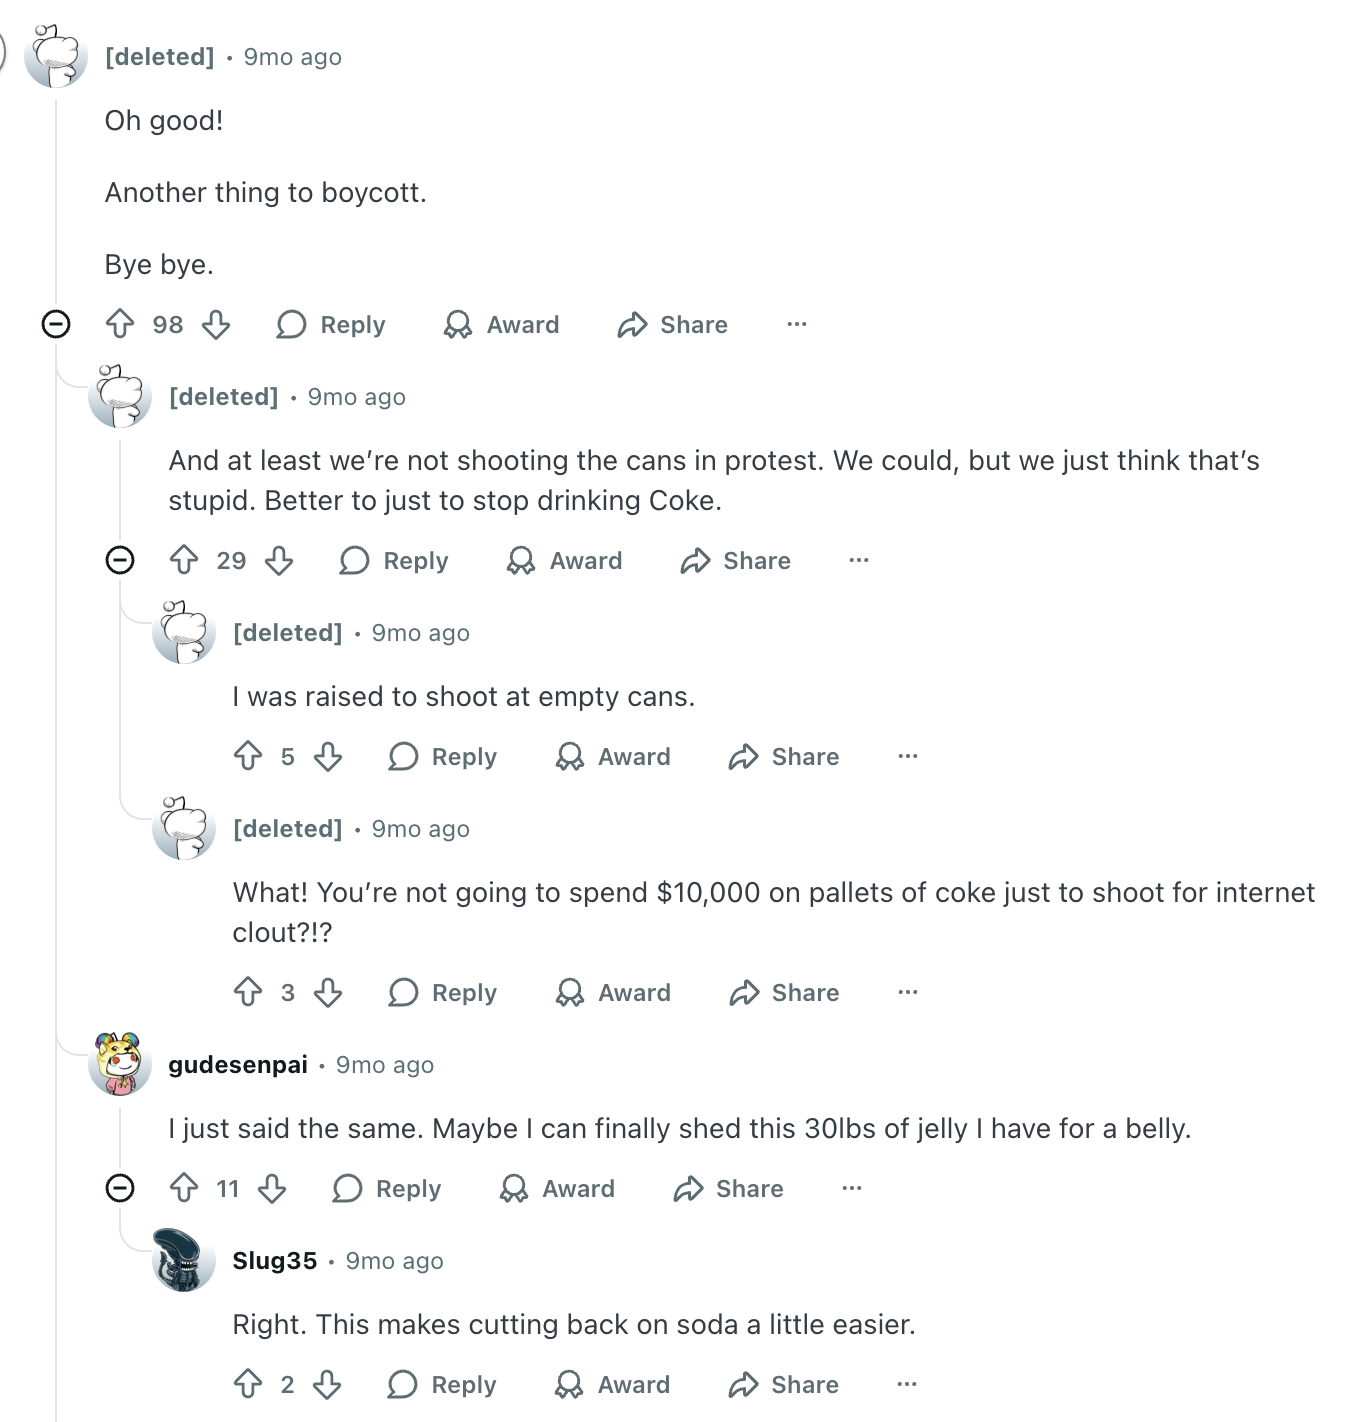 [deleted] • 9mo ago
Oh good!
Another thing to boycott.
Bye bye.
98 Reply Award Share ...
[deleted] • 9mo ago
And at least we’re not shooting the cans in protest. We could, but we just think that’s
stupid. Better to just to stop drinking Coke.
29 Reply Award Share ...
[deleted] • 9mo ago
I was raised to shoot at empty cans.
5 Reply Award Share ...
[deleted] • 9mo ago
What! You’re not going to spend $10,000 on pallets of coke just to shoot for internet
clout?!?
3 Reply Award Share ...
gudesenpai • 9mo ago
I just said the same. Maybe I can finally shed this 30lbs of jelly I have for a belly.
11 Reply Award Share ...
Slug35 • 9mo ago
Right. This makes cutting back on soda a little easier.
2 Reply Award Share ...